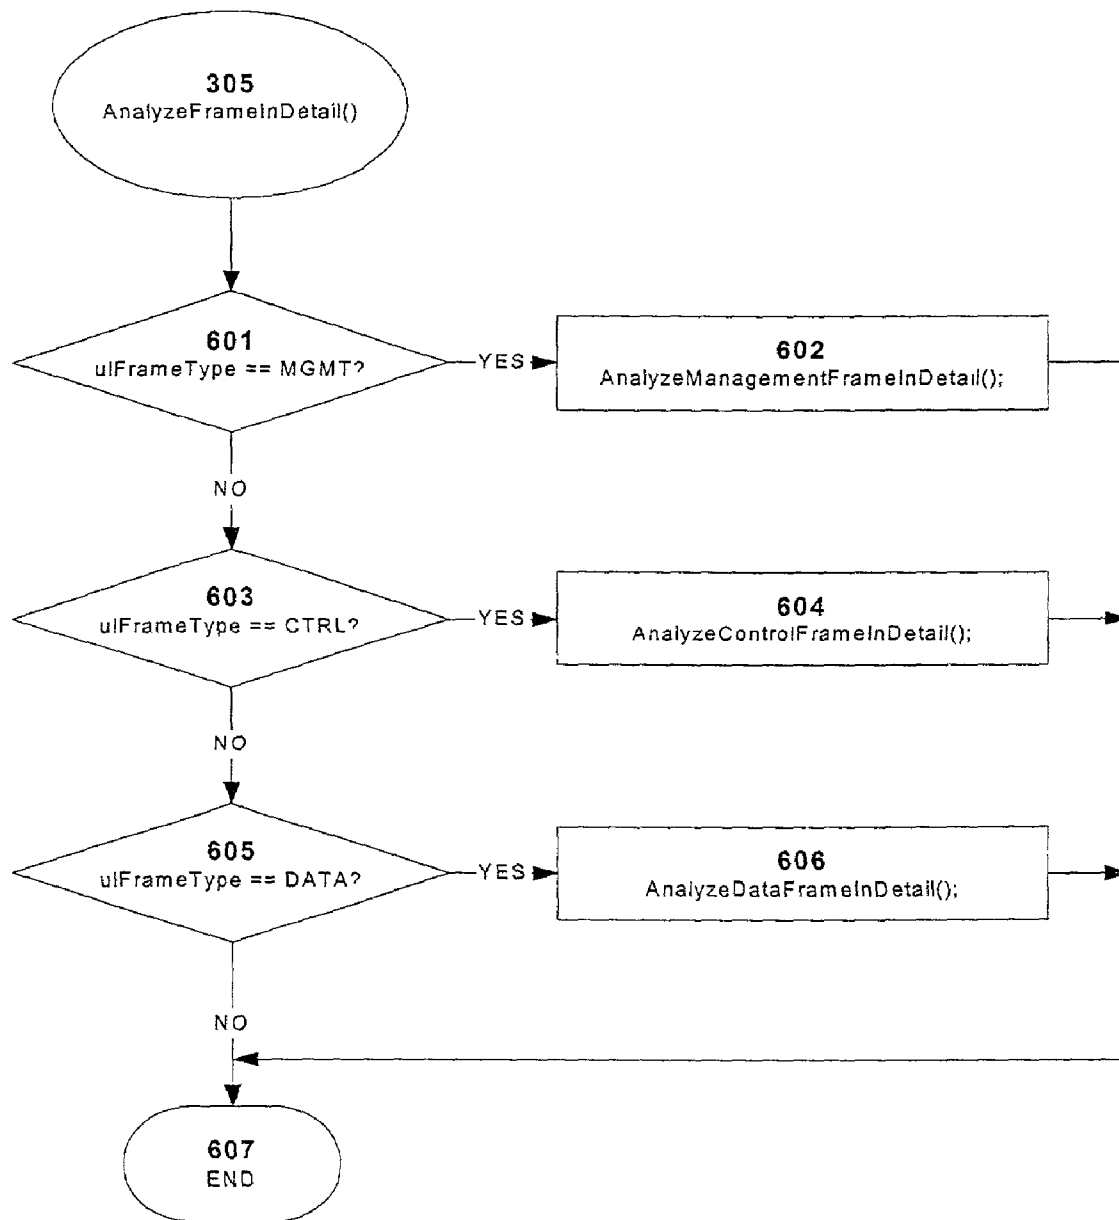 305
AnalyzeFrameInDetail()
601
ulFrameType == MGMT?
YES
602
AnalyzeManagementFrameInDetail();
NO
603
ulFrameType == CTRL?
YES
604
AnalyzeControlFrameInDetail();
NO
605
ulFrameType == DATA?
YES
606
AnalyzeDataFrameInDetail();
NO
607
END